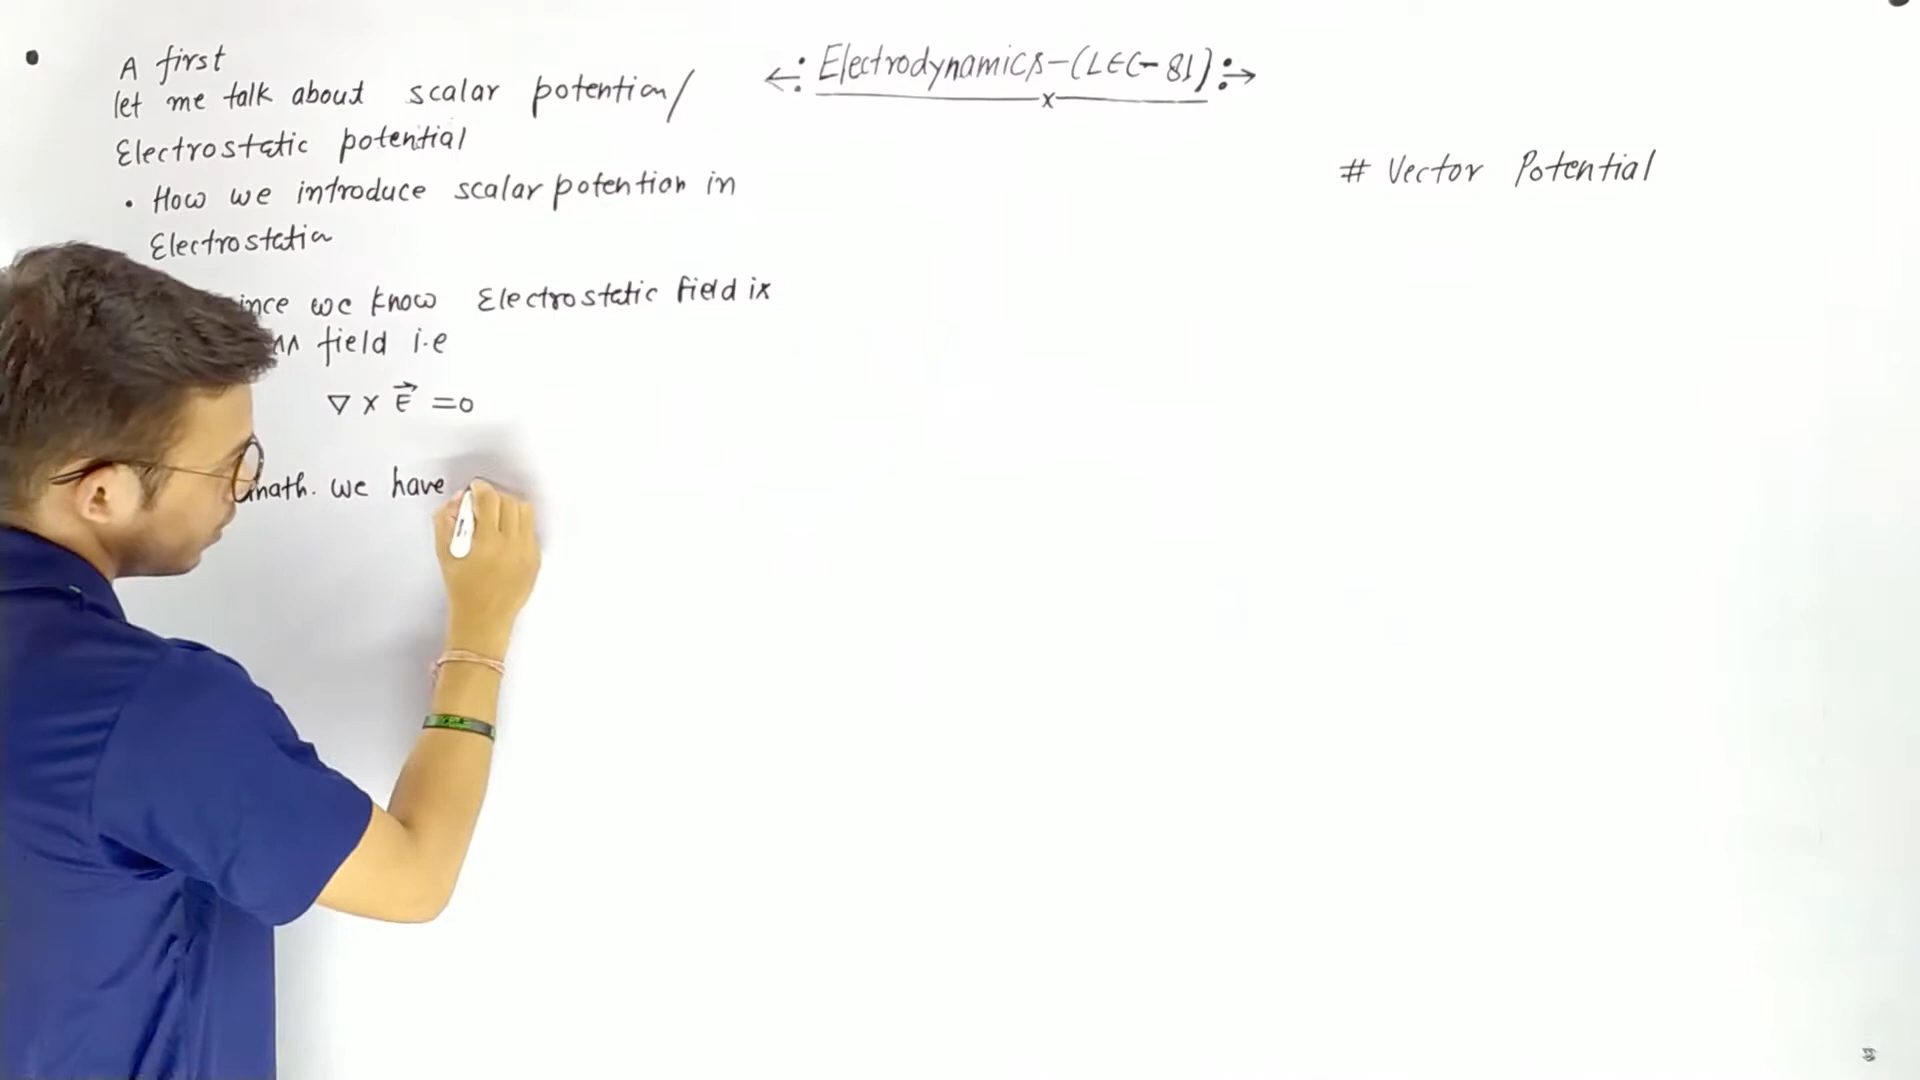 A first
let me talk about scalar potention/
Electrostatic potential
• How we introduce scalar potention in
Electrostatic
ince we know Electrostatic field is
field i.e
∇ × E⃗ = 0
math. we have
Electrodynamics-(LEC-81)
# Vector Potential